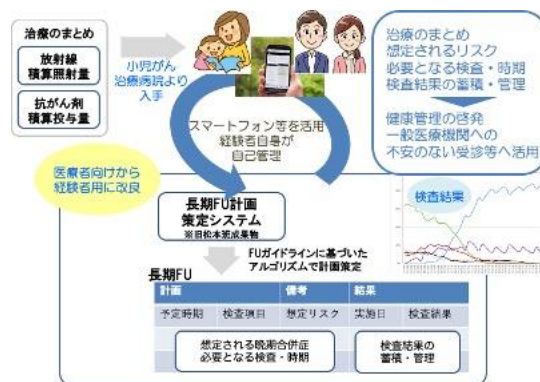 治療のまとめ
放射線
積算照射量
抗がん剤
積算投与量
小児がん
治療病院より
入手
スマートフォン等を活用
経験者自身が
自己管理
治療のまとめ
想定されるリスク
必要となる検査・時期
検査結果の蓄積・管理
健康管理の啓発
一般医療機関への
不安のない受診等へ活用
医療者向けから
経験者用に改良
長期FU計画
策定システム
※旧松本班成果物
検査結果
FUガイドラインに基づいた
アルゴリズムで計画策定
長期FU
計画 備考 結果
予定時期 検査項目 想定リスク 実施日 検査結果
想定される晩期合併症
必要となる検査・時期
検査結果の
蓄積・管理